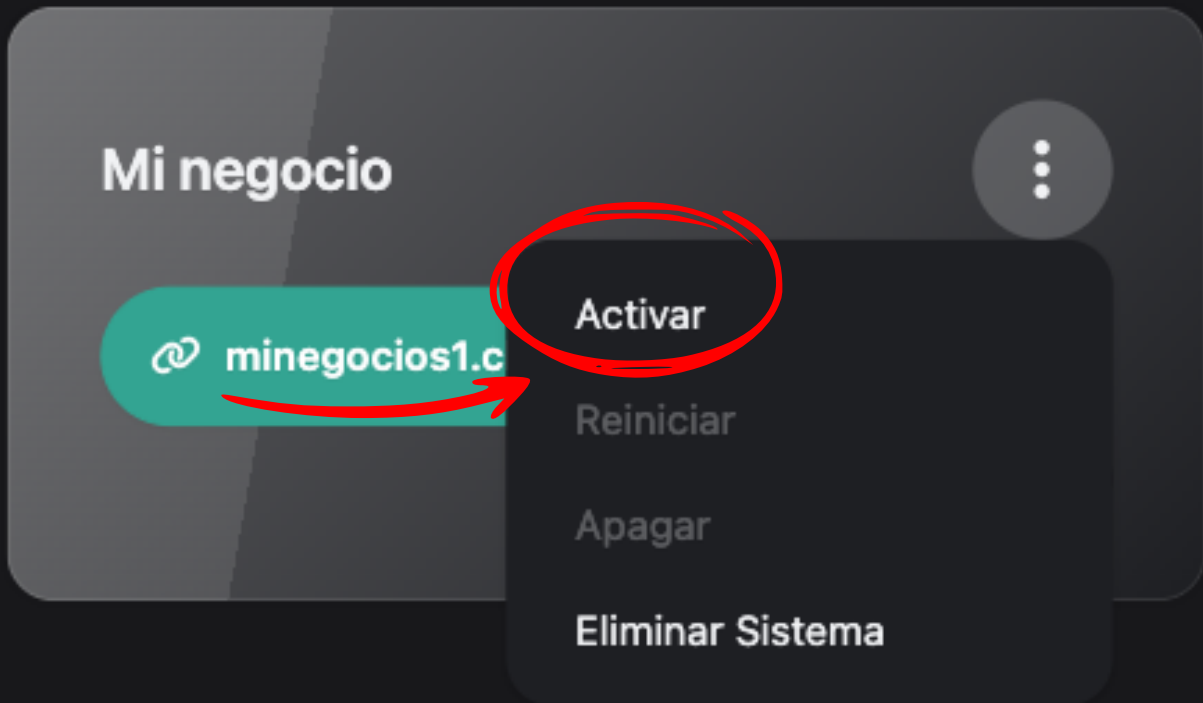 Mi negocio
minegocios1.c
Activar
Reiniciar
Apagar
Eliminar Sistema